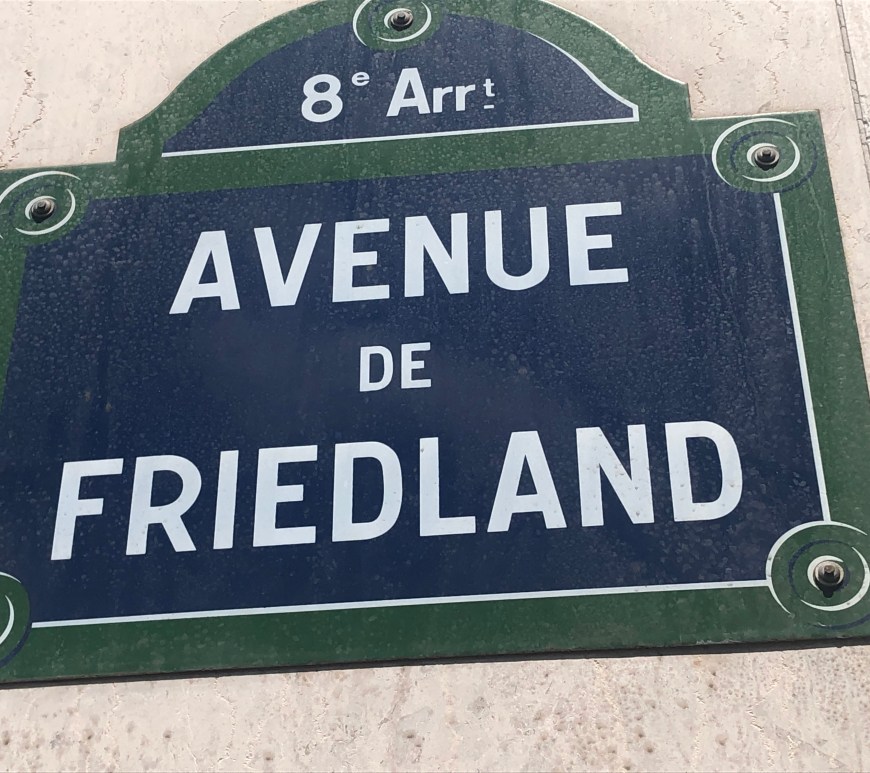 8e Arrt
AVENUE
DE
FRIEDLAND